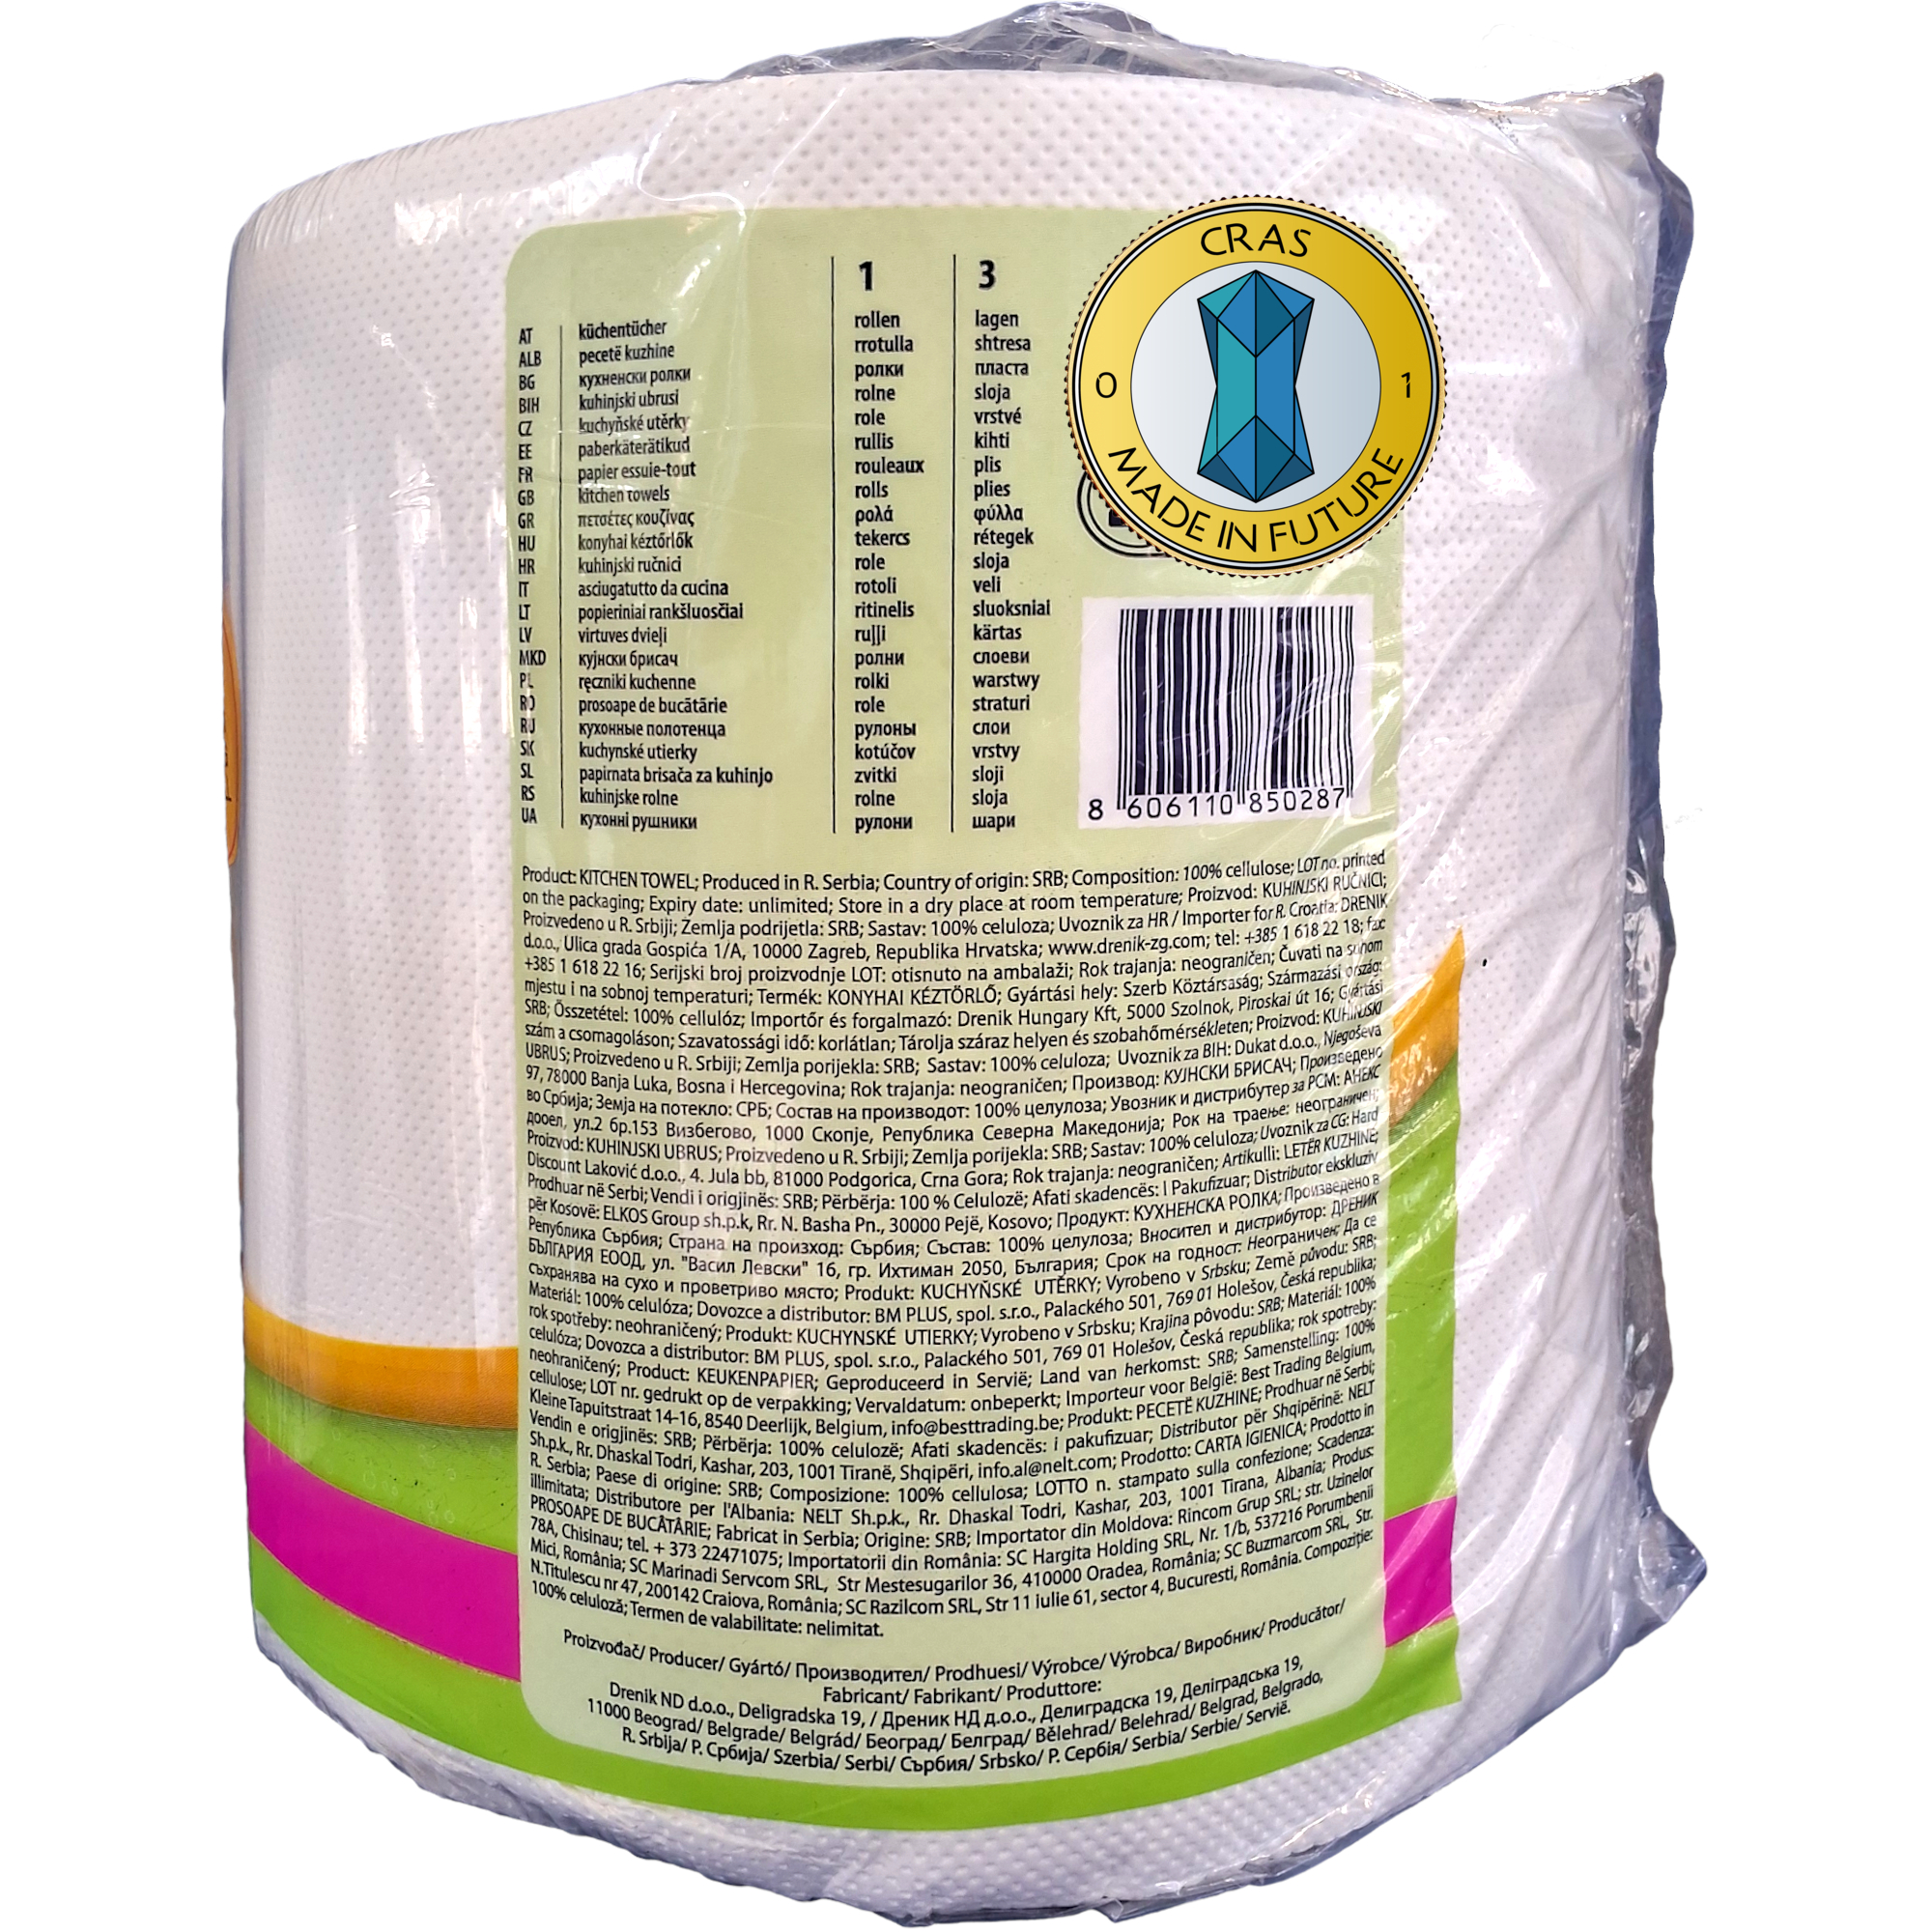 CRAS
0 1
MADE IN FUTURE
1 3
AT küchentücher rollen lagen
ALB pecetë kuzhine rrotulla shtresa
BG кухненски ролки ролки пласта
BIH kuhinjski ubrusi rolne sloja
CZ kuchyňské utěrky role vrstvé
EE paberkäterätikud rullis kihti
FR papier essuie-tout rouleaux plis
GB kitchen towels rolls plies
GR πετσέτες κουζίνας ρολά φύλλα
HU konyhai kéztőrlők tekercs rétegek
HR kuhinjski ručnici role sloja
IT asciugatutto da cucina rotoli veli
LT popieriniai rankšluosčiai ritinelis sluoksniai
LV virtuves dvieļi ruļļi kärtas
MKD кујнски брисач ролни слоеви
PL ręczniki kuchenne rolki warstwy
RO prosoape de bucătărie role straturi
RU кухонные полотенца рулоны слои
SK kuchynské utierky kotúčov vrstvy
SL papirnata brisača za kuhinjo zvitki sloji
RS kuhinjske rolne rolne sloja
UA кухонні рушники рулони шари
8 606110 850287
Product: KITCHEN TOWEL; Produced in R. Serbia; Country of origin: SRB; Composition: 100% cellulose; LOT no. printed
on the packaging; Expiry date: unlimited; Store in a dry place at room temperature; Proizvod: KUHINJSKI RUČNICI;
Proizvedeno u R. Srbiji; Zemlja podrijetla: SRB; Sastav: 100% celuloza; Uvoznik za HR / Importer for R. Croatia: DRENIK
d.o.o., Ulica grada Gospića 1/A, 10000 Zagreb, Republika Hrvatska; www.drenik-zg.com; tel: +385 1 618 22 18; fax:
+385 1 618 22 16; Serijski broj proizvodnje LOT: otisnuto na ambalaži; Rok trajanja: neograničen; Čuvati na suhom
mjestu i na sobnoj temperaturi; Termék: KONYHAI KÉZTÖRLŐ; Gyártási hely: Szerb Köztársaság; Származási ország:
SRB; Összetétel: 100% cellulóz; Importőr és forgalmazó: Drenik Hungary Kft, 5000 Szolnok, Piroskai út 16; Gyártási
szám a csomagoláson; Szavatossági idő: korlátlan; Tárolja száraz helyen és szobahőmérsékleten; Proizvod: KUHINJSKI
UBRUS; Proizvedeno u R. Srbiji; Zemlja porijekla: SRB; Sastav: 100% celuloza; Uvoznik za BIH: Dukat d.o.o., Njegoševa
97, 78000 Banja Luka, Bosna i Hercegovina; Rok trajanja: neograničen; Производ: КУЈНСКИ БРИСАЧ; Произведено
во Србија; Земја на потекло: СРБ; Состав на производот: 100% целулоза; Увозник и дистрибутер за РСМ: АНЕКС
дооел, ул.2 бр.153 Визбегово, 1000 Скопје, Република Северна Македонија; Рок на траење: неограничен;
Proizvod: KUHINJSKI UBRUS; Proizvedeno u R. Srbiji; Zemlja porijekla: SRB; Sastav: 100% celuloza; Uvoznik za CG: Hard
Discount Laković d.o.o., 4. Jula bb, 81000 Podgorica, Crna Gora; Rok trajanja: neograničen; Artikulli: LETËR KUZHINE;
Prodhuar në Serbi; Vendi i origjinës: SRB; Përbërja: 100 % Celulozë; Afati skadencës: I Pakufizuar; Distributor ekskluziv
për Kosovë: ELKOS Group sh.p.k, Rr. N. Basha Pn., 30000 Pejë, Kosovo; Продукт: КУХНЕНСКА РОЛКА; Произведено в
Република Сърбия; Страна на произход: Сърбия; Състав: 100% целулоза; Вносител и дистрибутор: ДРЕНИК
БЪЛГАРИЯ ЕООД, ул. "Васил Левски" 16, гр. Ихтиман 2050, България; Срок на годност: Неограничен; Да се
съхранява на сухо и проветриво място; Produkt: KUCHYŇSKÉ UTĚRKY; Vyrobeno v Srbsku; Země původu: SRB;
Materiál: 100% celulóza; Dovozce a distributor: BM PLUS, spol. s.r.o., Palackého 501, 769 01 Holešov, Česká republika;
rok spotřeby: neohraničený; Produkt: KUCHYNSKÉ UTIERKY; Vyrobeno v Srbsku; Krajina pôvodu: SRB; Materiál: 100%
celulóza; Dovozca a distributor: BM PLUS, spol. s.r.o., Palackého 501, 769 01 Holešov, Česká republika; rok spotreby:
neohraničený; Product: KEUKENPAPIER; Geproduceerd in Servië; Land van herkomst: SRB; Samenstelling: 100%
cellulose; LOT nr. gedrukt op de verpakking; Vervaldatum: onbeperkt; Importeur voor België: Best Trading Belgium,
Kleine Tapuitstraat 14-16, 8540 Deerlijk, Belgium, info@besttrading.be; Produkt: PECETË KUZHINE; Prodhuar në Serbi;
Vendin e origjinës: SRB; Përbërja: 100% celulozë; Afati skadencës: i pakufizuar; Distributor për Shqipërinë: NELT
Sh.p.k., Rr. Dhaskal Todri, Kashar, 203, 1001 Tiranë, Shqipëri, info.al@nelt.com; Prodotto: CARTA IGIENICA; Prodotto in
R. Serbia; Paese di origine: SRB; Composizione: 100% cellulosa; LOTTO n. stampato sulla confezione; Scadenza:
illimitata; Distributore per l'Albania: NELT Sh.p.k., Rr. Dhaskal Todri, Kashar, 203, 1001 Tirana, Albania; Produs:
PROSOAPE DE BUCĂTĂRIE; Fabricat in Serbia; Origine: SRB; Importator din Moldova: Rincom Grup SRL; str. Uzinelor
78A, Chisinau; tel. + 373 22471075; Importatorii din România: SC Hargita Holding SRL, Nr. 1/b, 537216 Porumbenii
Mici, România; SC Marinadi Servcom SRL, Str Mestesugarilor 36, 410000 Oradea, România; SC Buzmarcom SRL, Str.
N.Titulescu nr 47, 200142 Craiova, România; SC Razilcom SRL, Str 11 iulie 61, sector 4, Bucuresti, România. Compoziție:
100% celuloză; Termen de valabilitate: nelimitat.
Proizvođač/ Producer/ Gyártó/ Производител/ Prodhuesi/ Výrobce/ Výrobca/ Виробник/ Producător/
Fabricant/ Fabrikant/ Produttore:
Drenik ND d.o.o., Deligradska 19, / Дреник НД д.о.о., Делиградска 19, Деліградська 19,
11000 Beograd/ Belgrade/ Belgrád/ Београд/ Белград/ Bělehrad/ Belehrad/ Belgrad, Belgrado,
R. Srbija/ Р. Србија/ Szerbia/ Serbi/ Сърбия/ Srbsko/ Р. Сербія/ Serbia/ Serbie/ Servië.